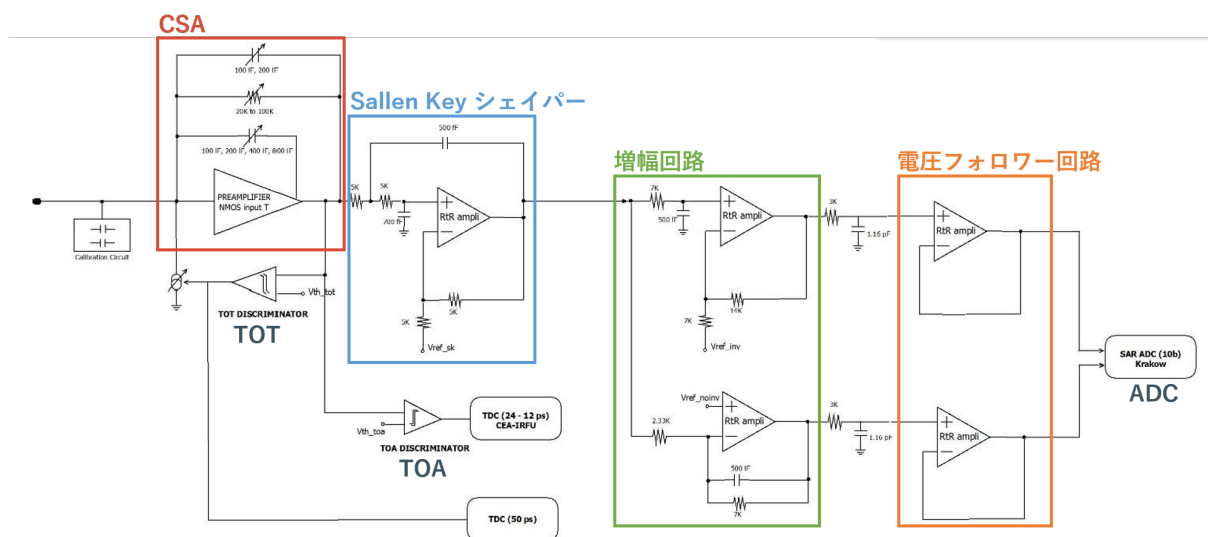 CSA
100 fF, 200 fF
20K to 100K
100 fF, 200 fF, 400 fF, 800 fF
PREAMPLIFIER
NMOS input T
Calibration Circuit
Vth_tot
TOT DISCRIMINATOR
TOT
Sallen Key シェイパー
500 fF
5K
5K
700 fF
RtR ampli
5K
5K
Vref_sk
Vth_toa
TOA DISCRIMINATOR
TOA
TDC (24 - 12 ps)
CEA-IRFU
TDC (50 ps)
増幅回路
7K
500 fF
RtR ampli
14K
7K
Vref_inv
Vref_noinv
2.33K
RtR ampli
500 fF
7K
3K
1.16 pF
3K
1.16 pF
電圧フォロワー回路
RtR ampli
RtR ampli
SAR ADC (10b)
Krakow
ADC